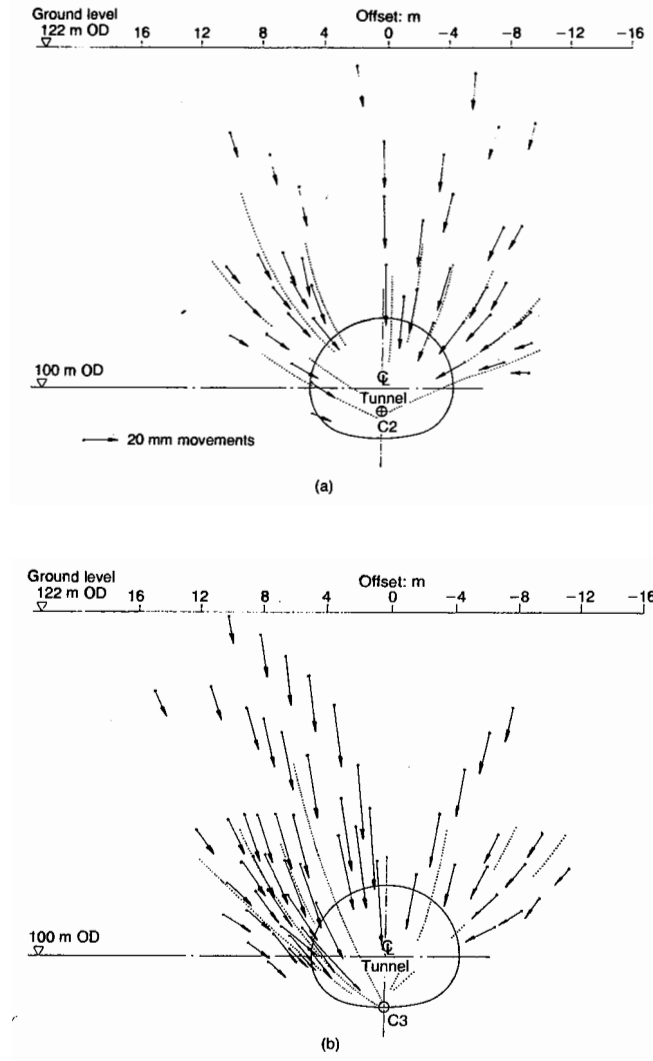 Ground level
Offset: m
122 m OD 16 12 8 4 0 −4 −8 −12 −16
100 m OD
C̲L
Tunnel
C2
20 mm movements
(a)
Ground level
Offset: m
122 m OD 16 12 8 4 0 −4 −8 −12 −16
100 m OD
C̲L
Tunnel
C3
(b)